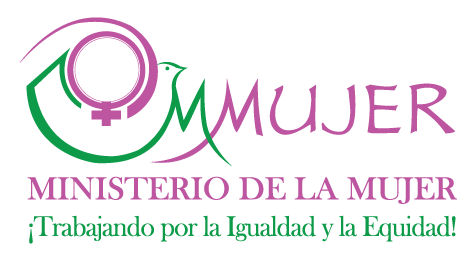 MMUJER
MINISTERIO DE LA MUJER
¡Trabajando por la Igualdad y la Equidad!